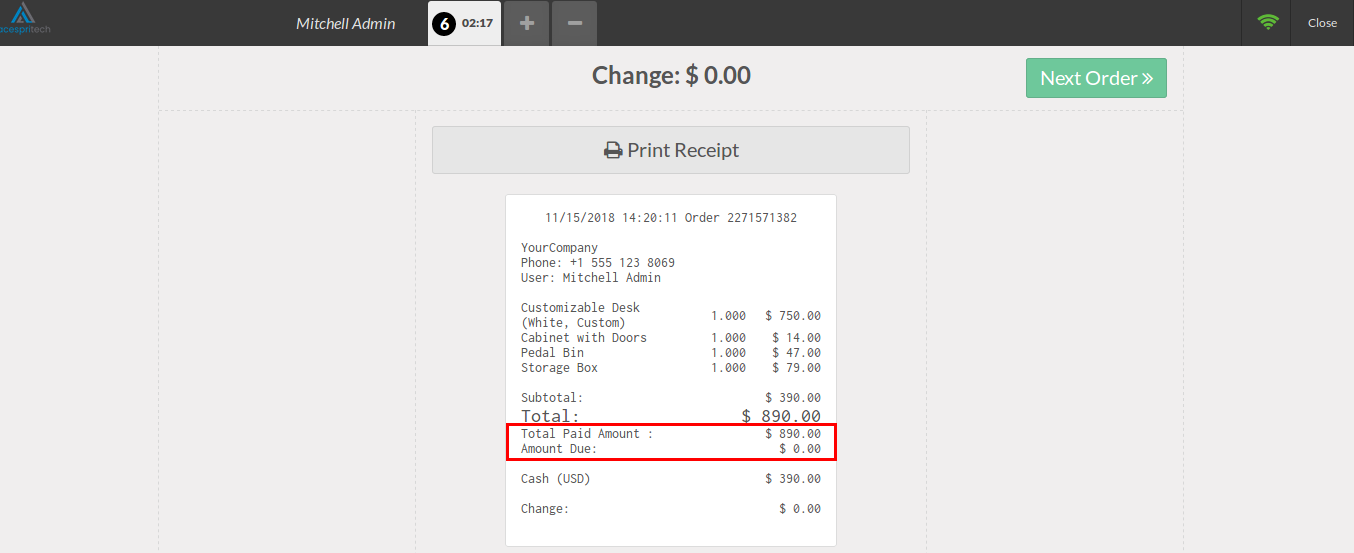 acespritech
Mitchell Admin
6 02:17
Close
Change: $ 0.00
Next Order
Print Receipt
11/15/2018 14:20:11 Order 2271571382
YourCompany
Phone: +1 555 123 8069
User: Mitchell Admin
Customizable Desk
(White, Custom) 1.000 $ 750.00
Cabinet with Doors 1.000 $ 14.00
Pedal Bin 1.000 $ 47.00
Storage Box 1.000 $ 79.00
Subtotal: $ 390.00
Total: $ 890.00
Total Paid Amount : $ 890.00
Amount Due: $ 0.00
Cash (USD) $ 390.00
Change: $ 0.00